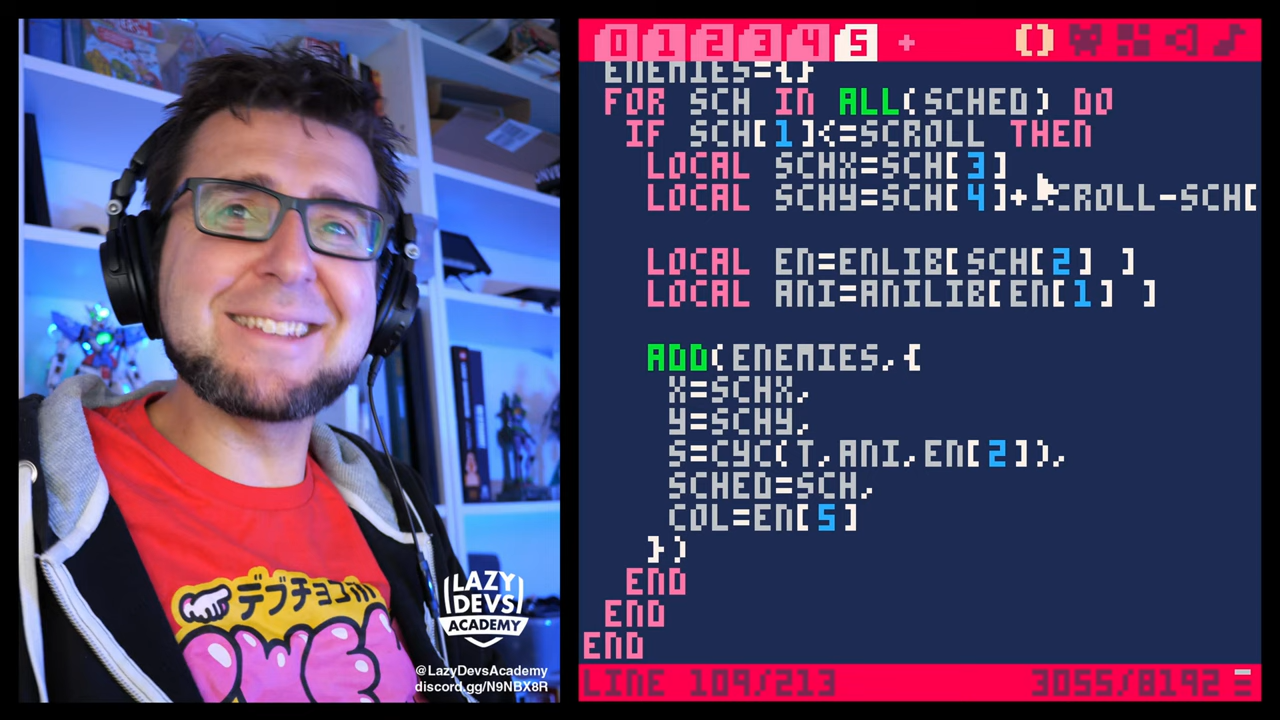 デブチョコ
LAZY
DEVS
ACADEMY
@LazyDevsAcademy
discord.gg/N9NBX8R
0 1 2 3 4 5 +
ENEMIES={}
FOR SCH IN ALL(SCHED) DO
IF SCH[1]<=SCROLL THEN
LOCAL SCHX=SCH[3]
LOCAL SCHY=SCH[4]+SCROLL-SCH[
LOCAL EN=ENLIB[SCH[2] ]
LOCAL ANI=ANILIB[EN[1] ]
ADD(ENEMIES,{
X=SCHX,
Y=SCHY,
S=CYC(T,ANI,EN[2]),
SCHED=SCH,
COL=EN[5]
})
END
END
END
LINE 109/213
3055/8192